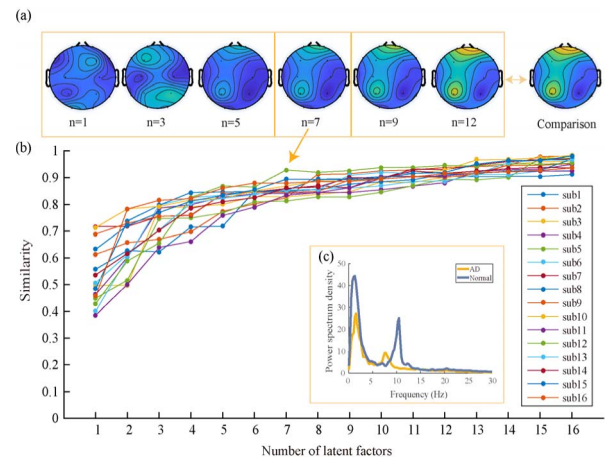 (a)
n=1 n=3 n=5 n=7 n=9 n=12 Comparison
(b)
Similarity
1
0.9
0.8
0.7
0.6
0.5
0.4
0.3
0.2
0.1
0
1 2 3 4 5 6 7 8 9 10 11 12 13 14 15 16
Number of latent factors
(c)
AD
Normal
Power spectrum density
50
40
30
20
10
0
0 5 10 15 20 25 30
Frequency (Hz)
sub1
sub2
sub3
sub4
sub5
sub6
sub7
sub8
sub9
sub10
sub11
sub12
sub13
sub14
sub15
sub16